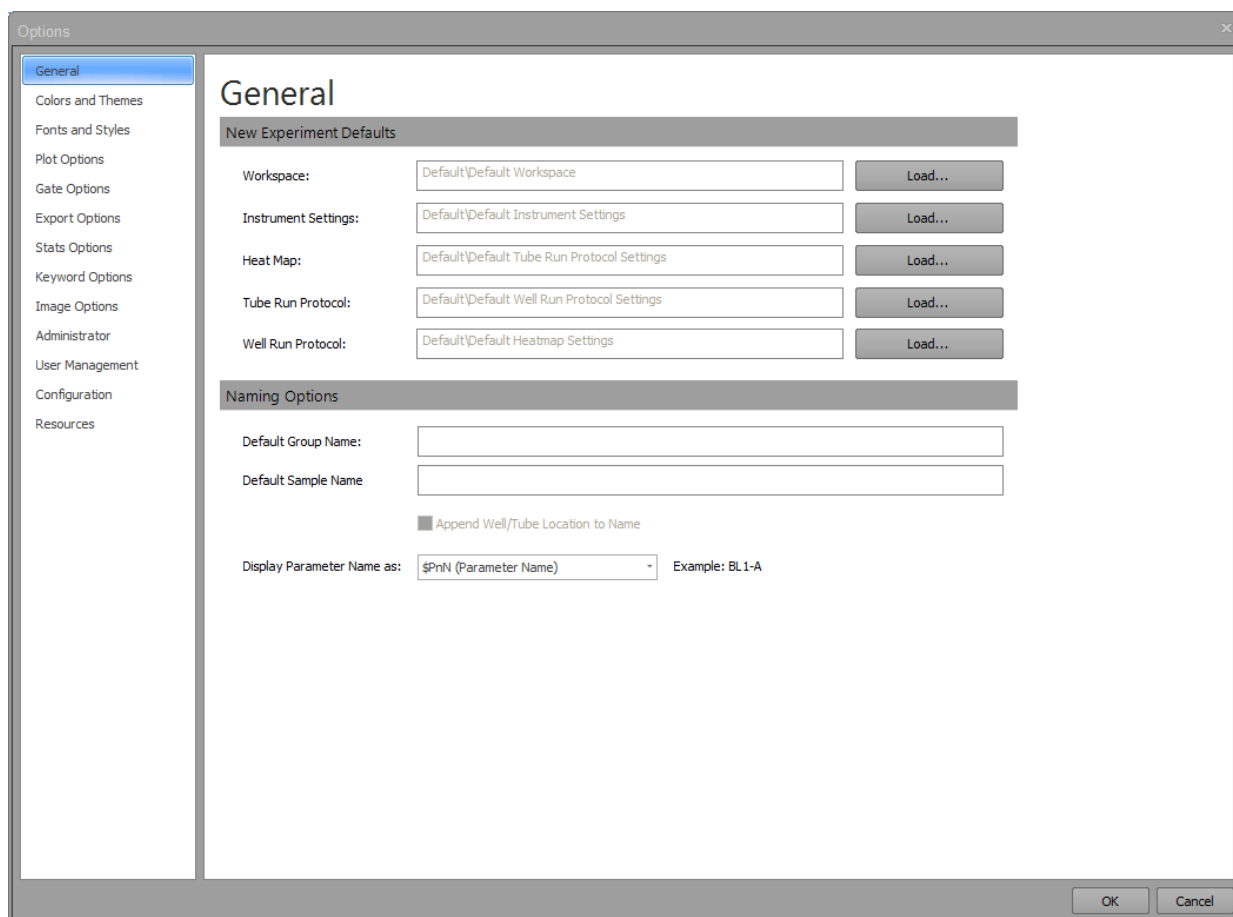 Options
General
Colors and Themes
Fonts and Styles
Plot Options
Gate Options
Export Options
Stats Options
Keyword Options
Image Options
Administrator
User Management
Configuration
Resources
General
New Experiment Defaults
Workspace: Default\Default Workspace Load...
Instrument Settings: Default\Default Instrument Settings Load...
Heat Map: Default\Default Tube Run Protocol Settings Load...
Tube Run Protocol: Default\Default Well Run Protocol Settings Load...
Well Run Protocol: Default\Default Heatmap Settings Load...
Naming Options
Default Group Name:
Default Sample Name
Append Well/Tube Location to Name
Display Parameter Name as: $PnN (Parameter Name) Example: BL1-A
OK Cancel